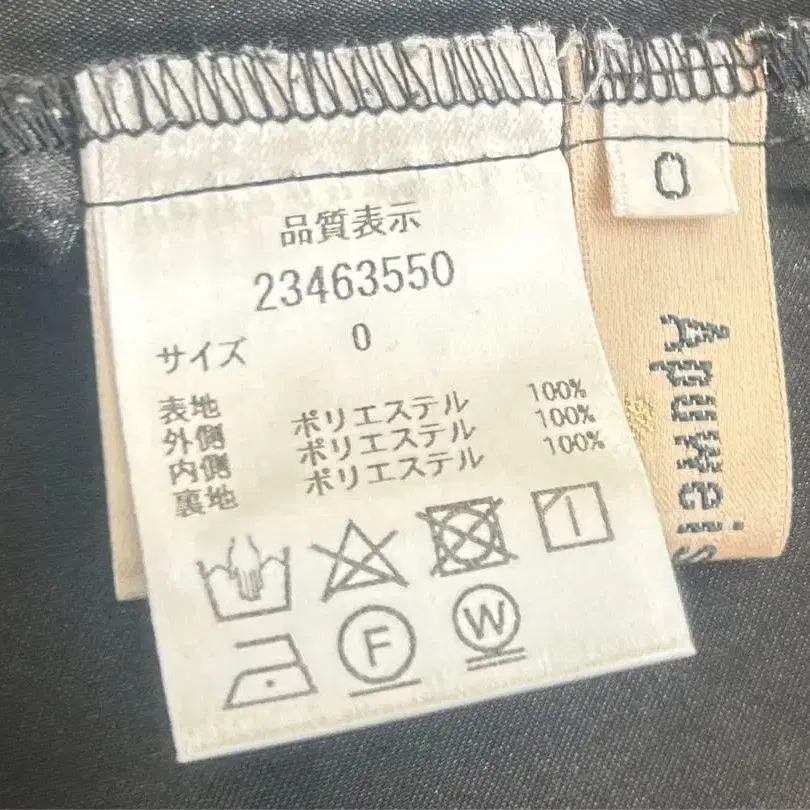 品質表示
23463550
サイズ 0
表地
外側 ポリエステル 100%
内側 ポリエステル 100%
裏地 ポリエステル 100%
F
W
0
Apuweis